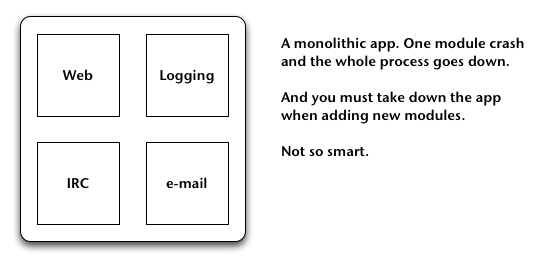 Web
Logging
IRC
e-mail
A monolithic app. One module crash
and the whole process goes down.
And you must take down the app
when adding new modules.
Not so smart.